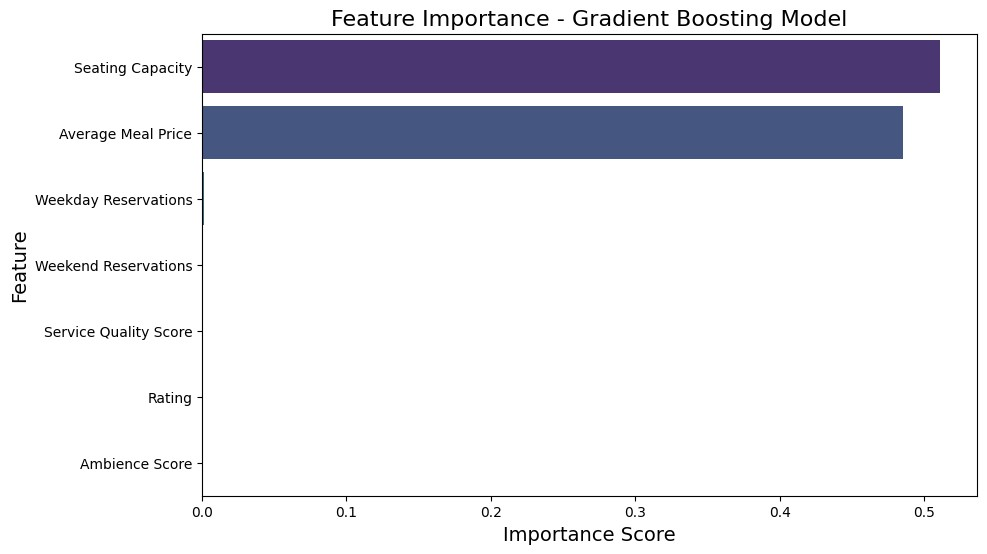 Feature Importance - Gradient Boosting Model
Feature
Seating Capacity
Average Meal Price
Weekday Reservations
Weekend Reservations
Service Quality Score
Rating
Ambience Score
0.0 0.1 0.2 0.3 0.4 0.5
Importance Score